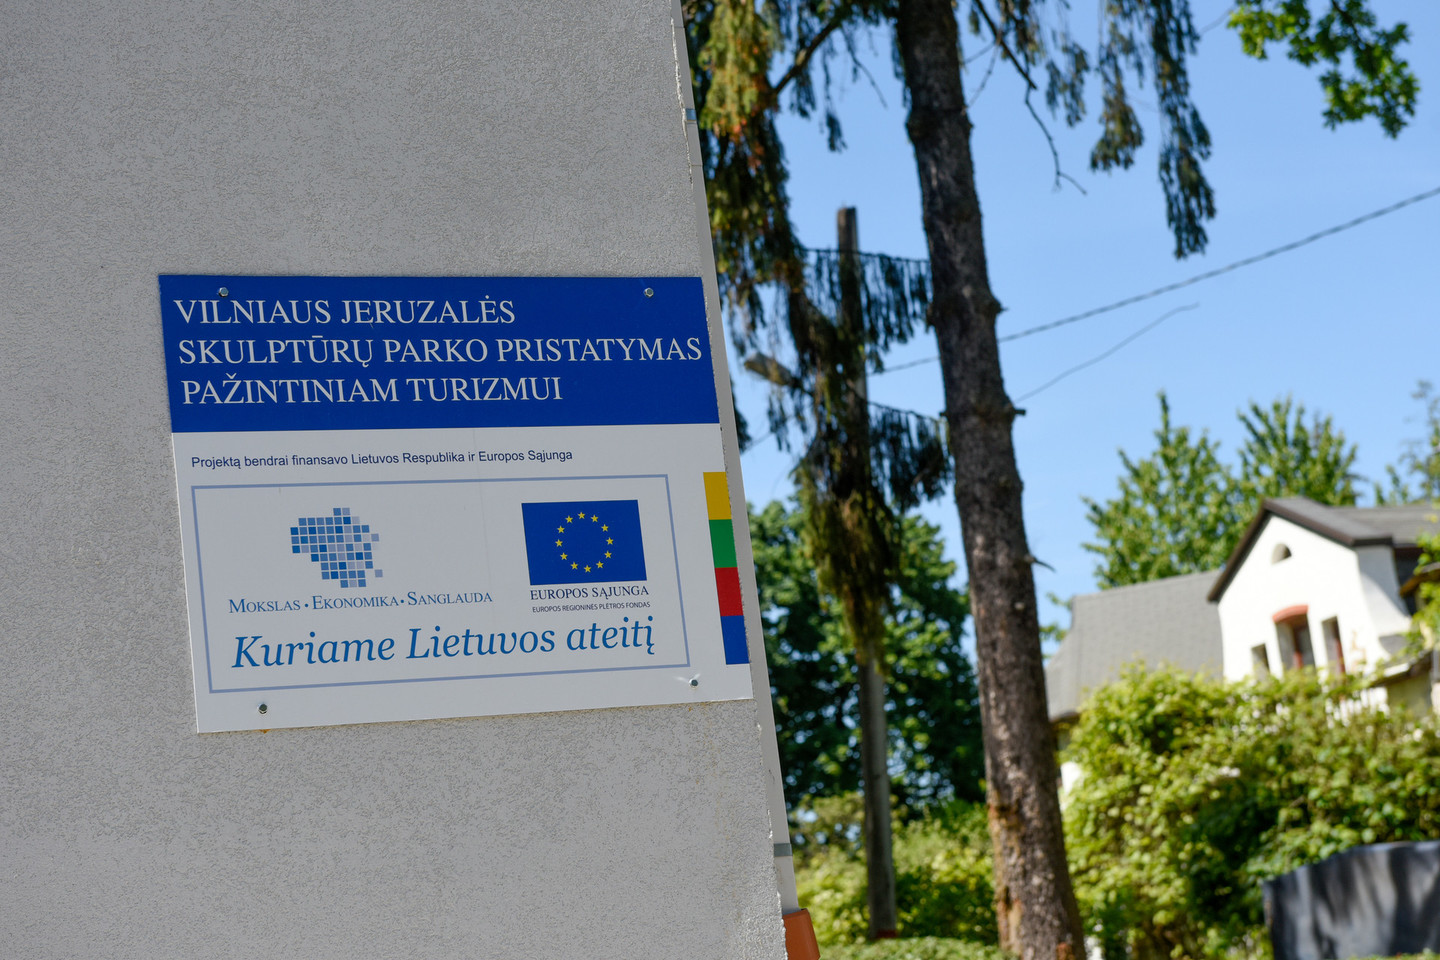 VILNIAUS JERUZALĖS
SKULPTŪRŲ PARKO PRISTATYMAS
PAŽINTINIAM TURIZMUI
Projektą bendrai finansavo Lietuvos Respublika ir Europos Sąjunga
MOKSLAS • EKONOMIKA • SANGLAUDA
EUROPOS SĄJUNGA
EUROPOS REGIONINĖS PLĖTROS FONDAS
Kuriame Lietuvos ateitį